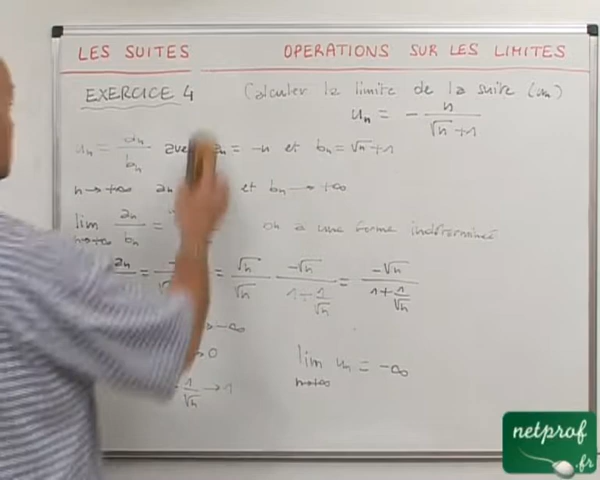 LES SUITES OPERATIONS SUR LES LIMITES
EXERCICE 4 Calculer la limite de la suite (un)
un = - n / (√n + 1)
un = an / bn avec an = -n et bn = √n + 1
n → +∞ an et bn → +∞
lim n→+∞ an / bn = on a une forme indéterminée
an = = √n / √n -√n / (1 + 1/√n) = -√n / (1 + 1/√n)
→ -∞
→ 0 lim n→+∞ un = -∞
1/√n → 1
netprof
.fr